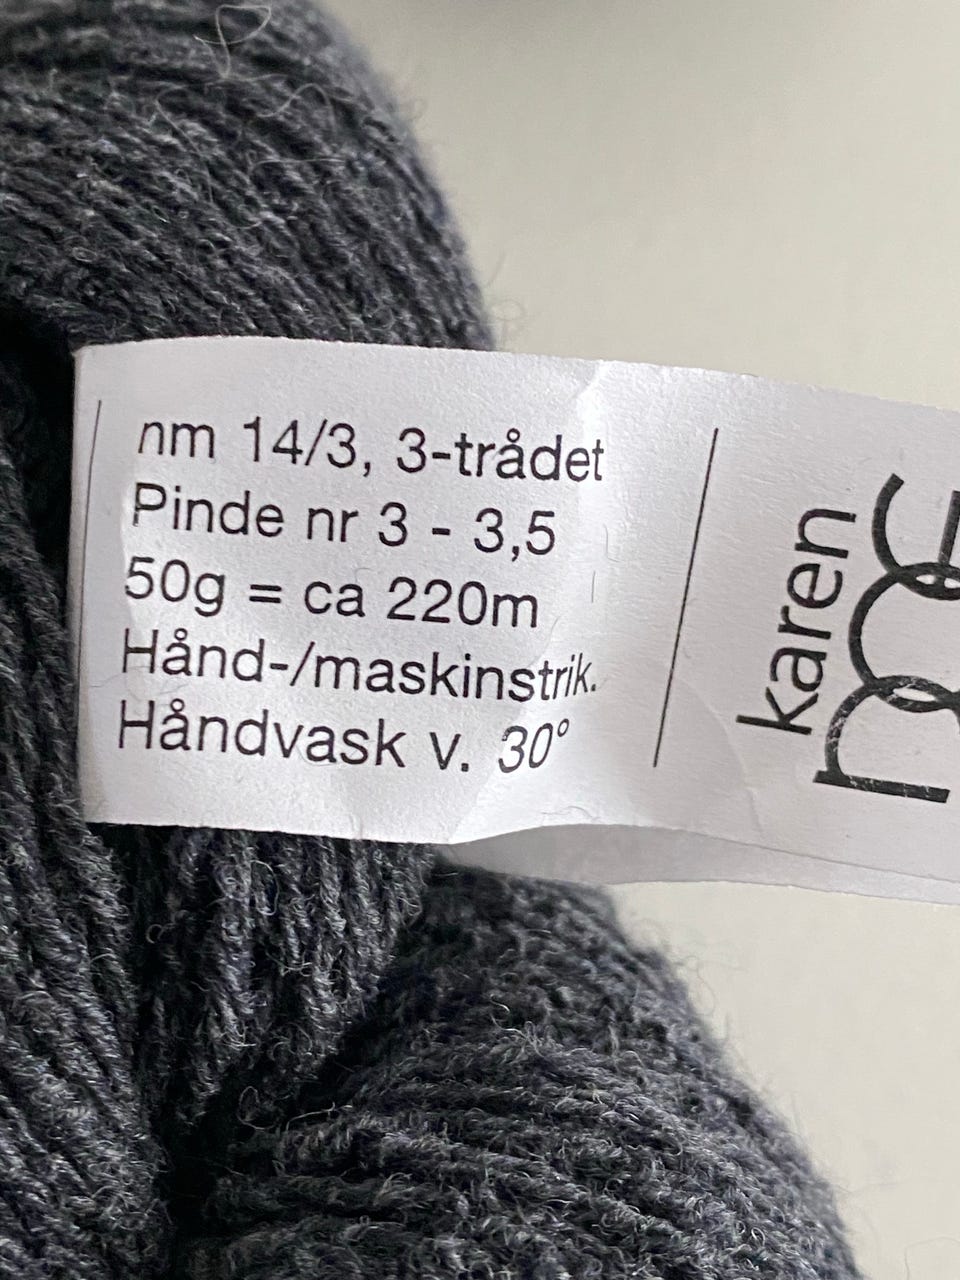 nm 14/3, 3-trådet
Pinde nr 3 - 3,5
50g = ca 220m
Hånd-/maskinstrik.
Håndvask v. 30°
karen